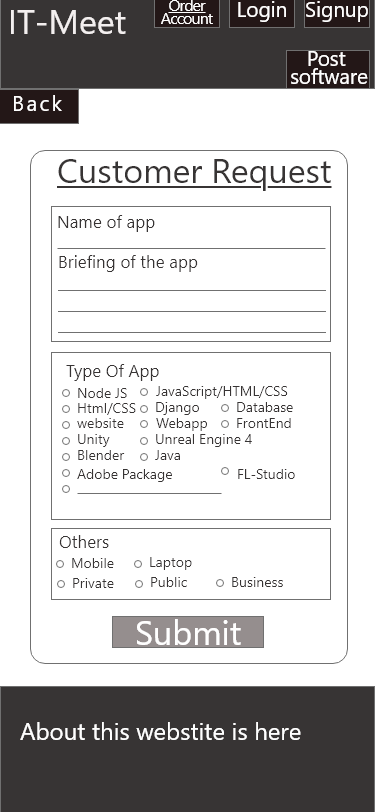 IT-Meet
Order
Account
Login
Signup
Post
software
Back
Customer Request
Name of app
Briefing of the app
Type Of App
Node JS JavaScript/HTML/CSS
Html/CSS Django Database
website Webapp FrontEnd
Unity Unreal Engine 4
Blender Java
Adobe Package FL-Studio
Others
Mobile Laptop
Private Public Business
Submit
About this webstite is here